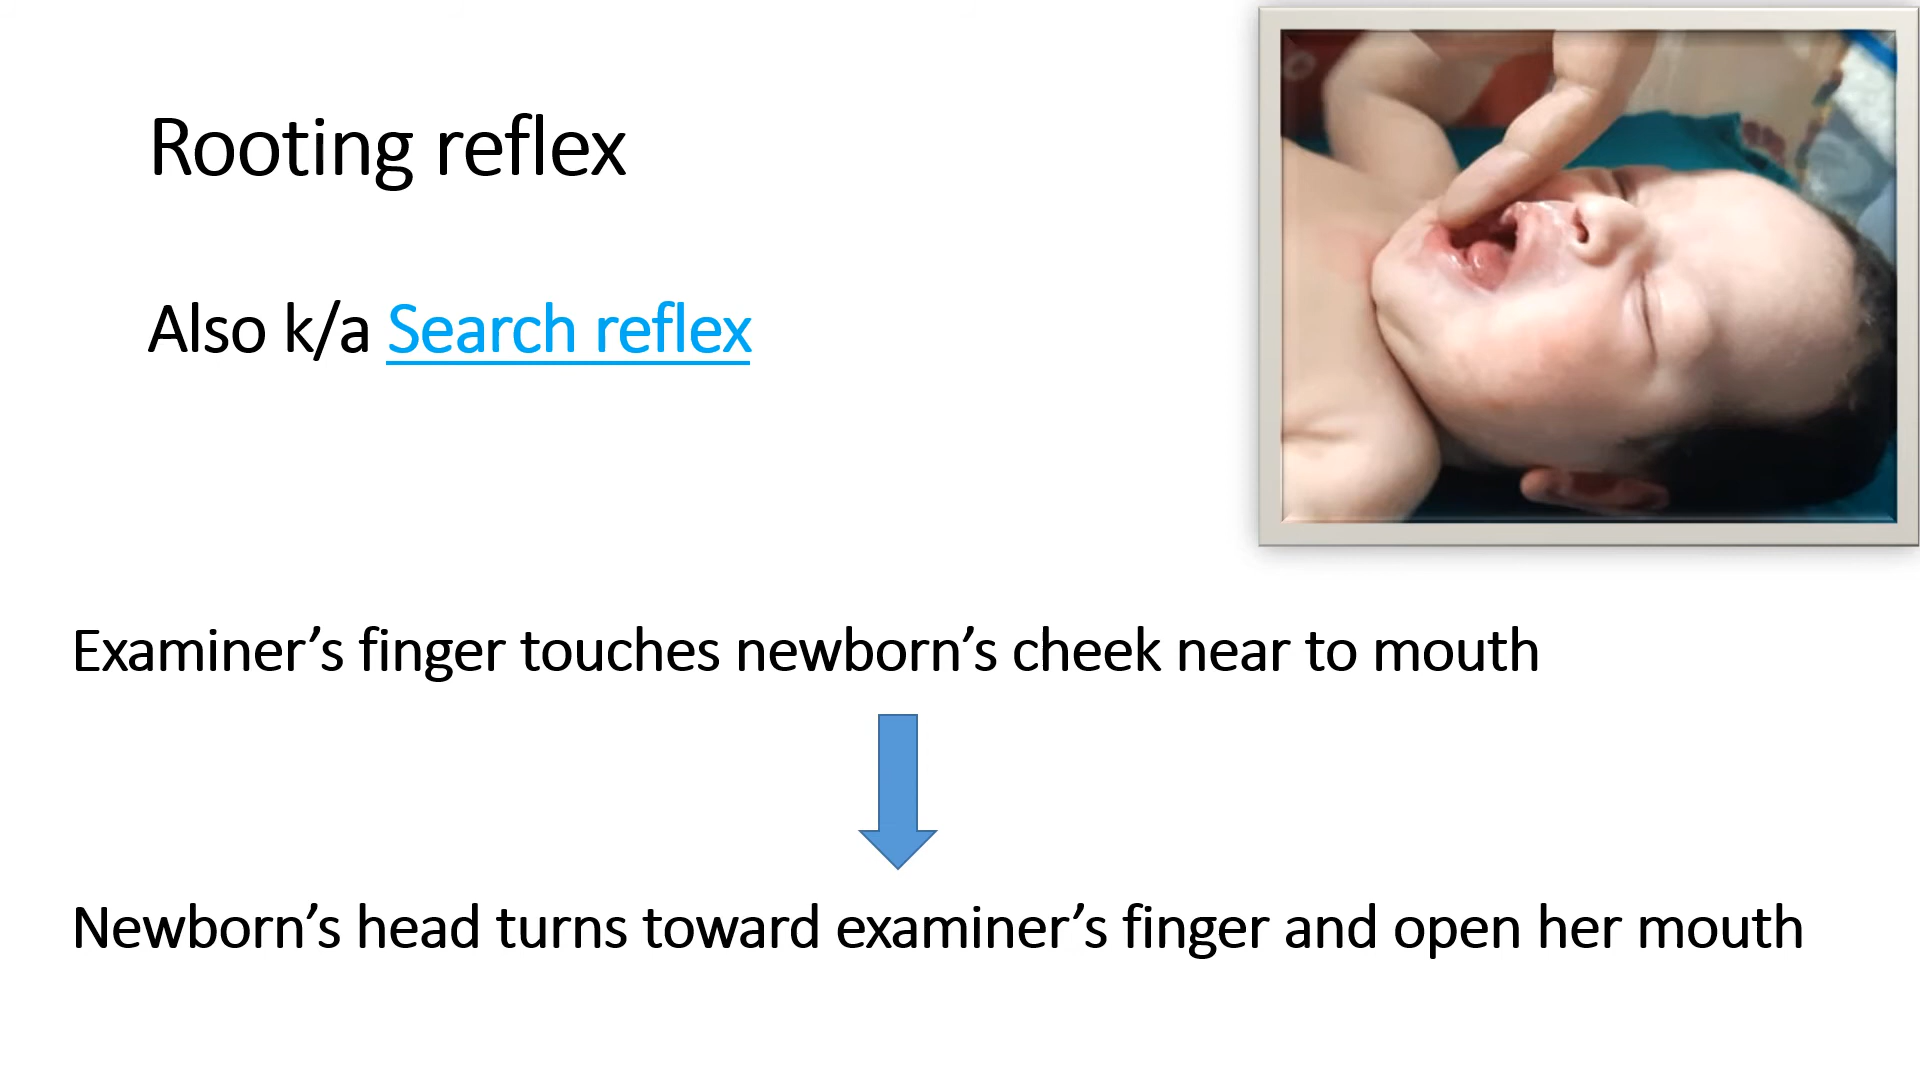 Rooting reflex
Also k/a Search reflex
Examiner’s finger touches newborn’s cheek near to mouth
Newborn’s head turns toward examiner’s finger and open her mouth